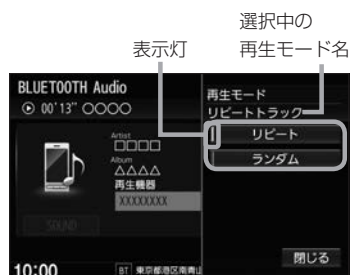 選択中の
表示灯
再生モード名
BLUETOOTH Audio
00'13" ○○○○
再生モード
リピートトラック
Artist
□□□□
Album
△△△△
再生機器
XXXXXXXX
リピート
ランダム
SOUND
閉じる
10:00
BT 東京都港区南青山